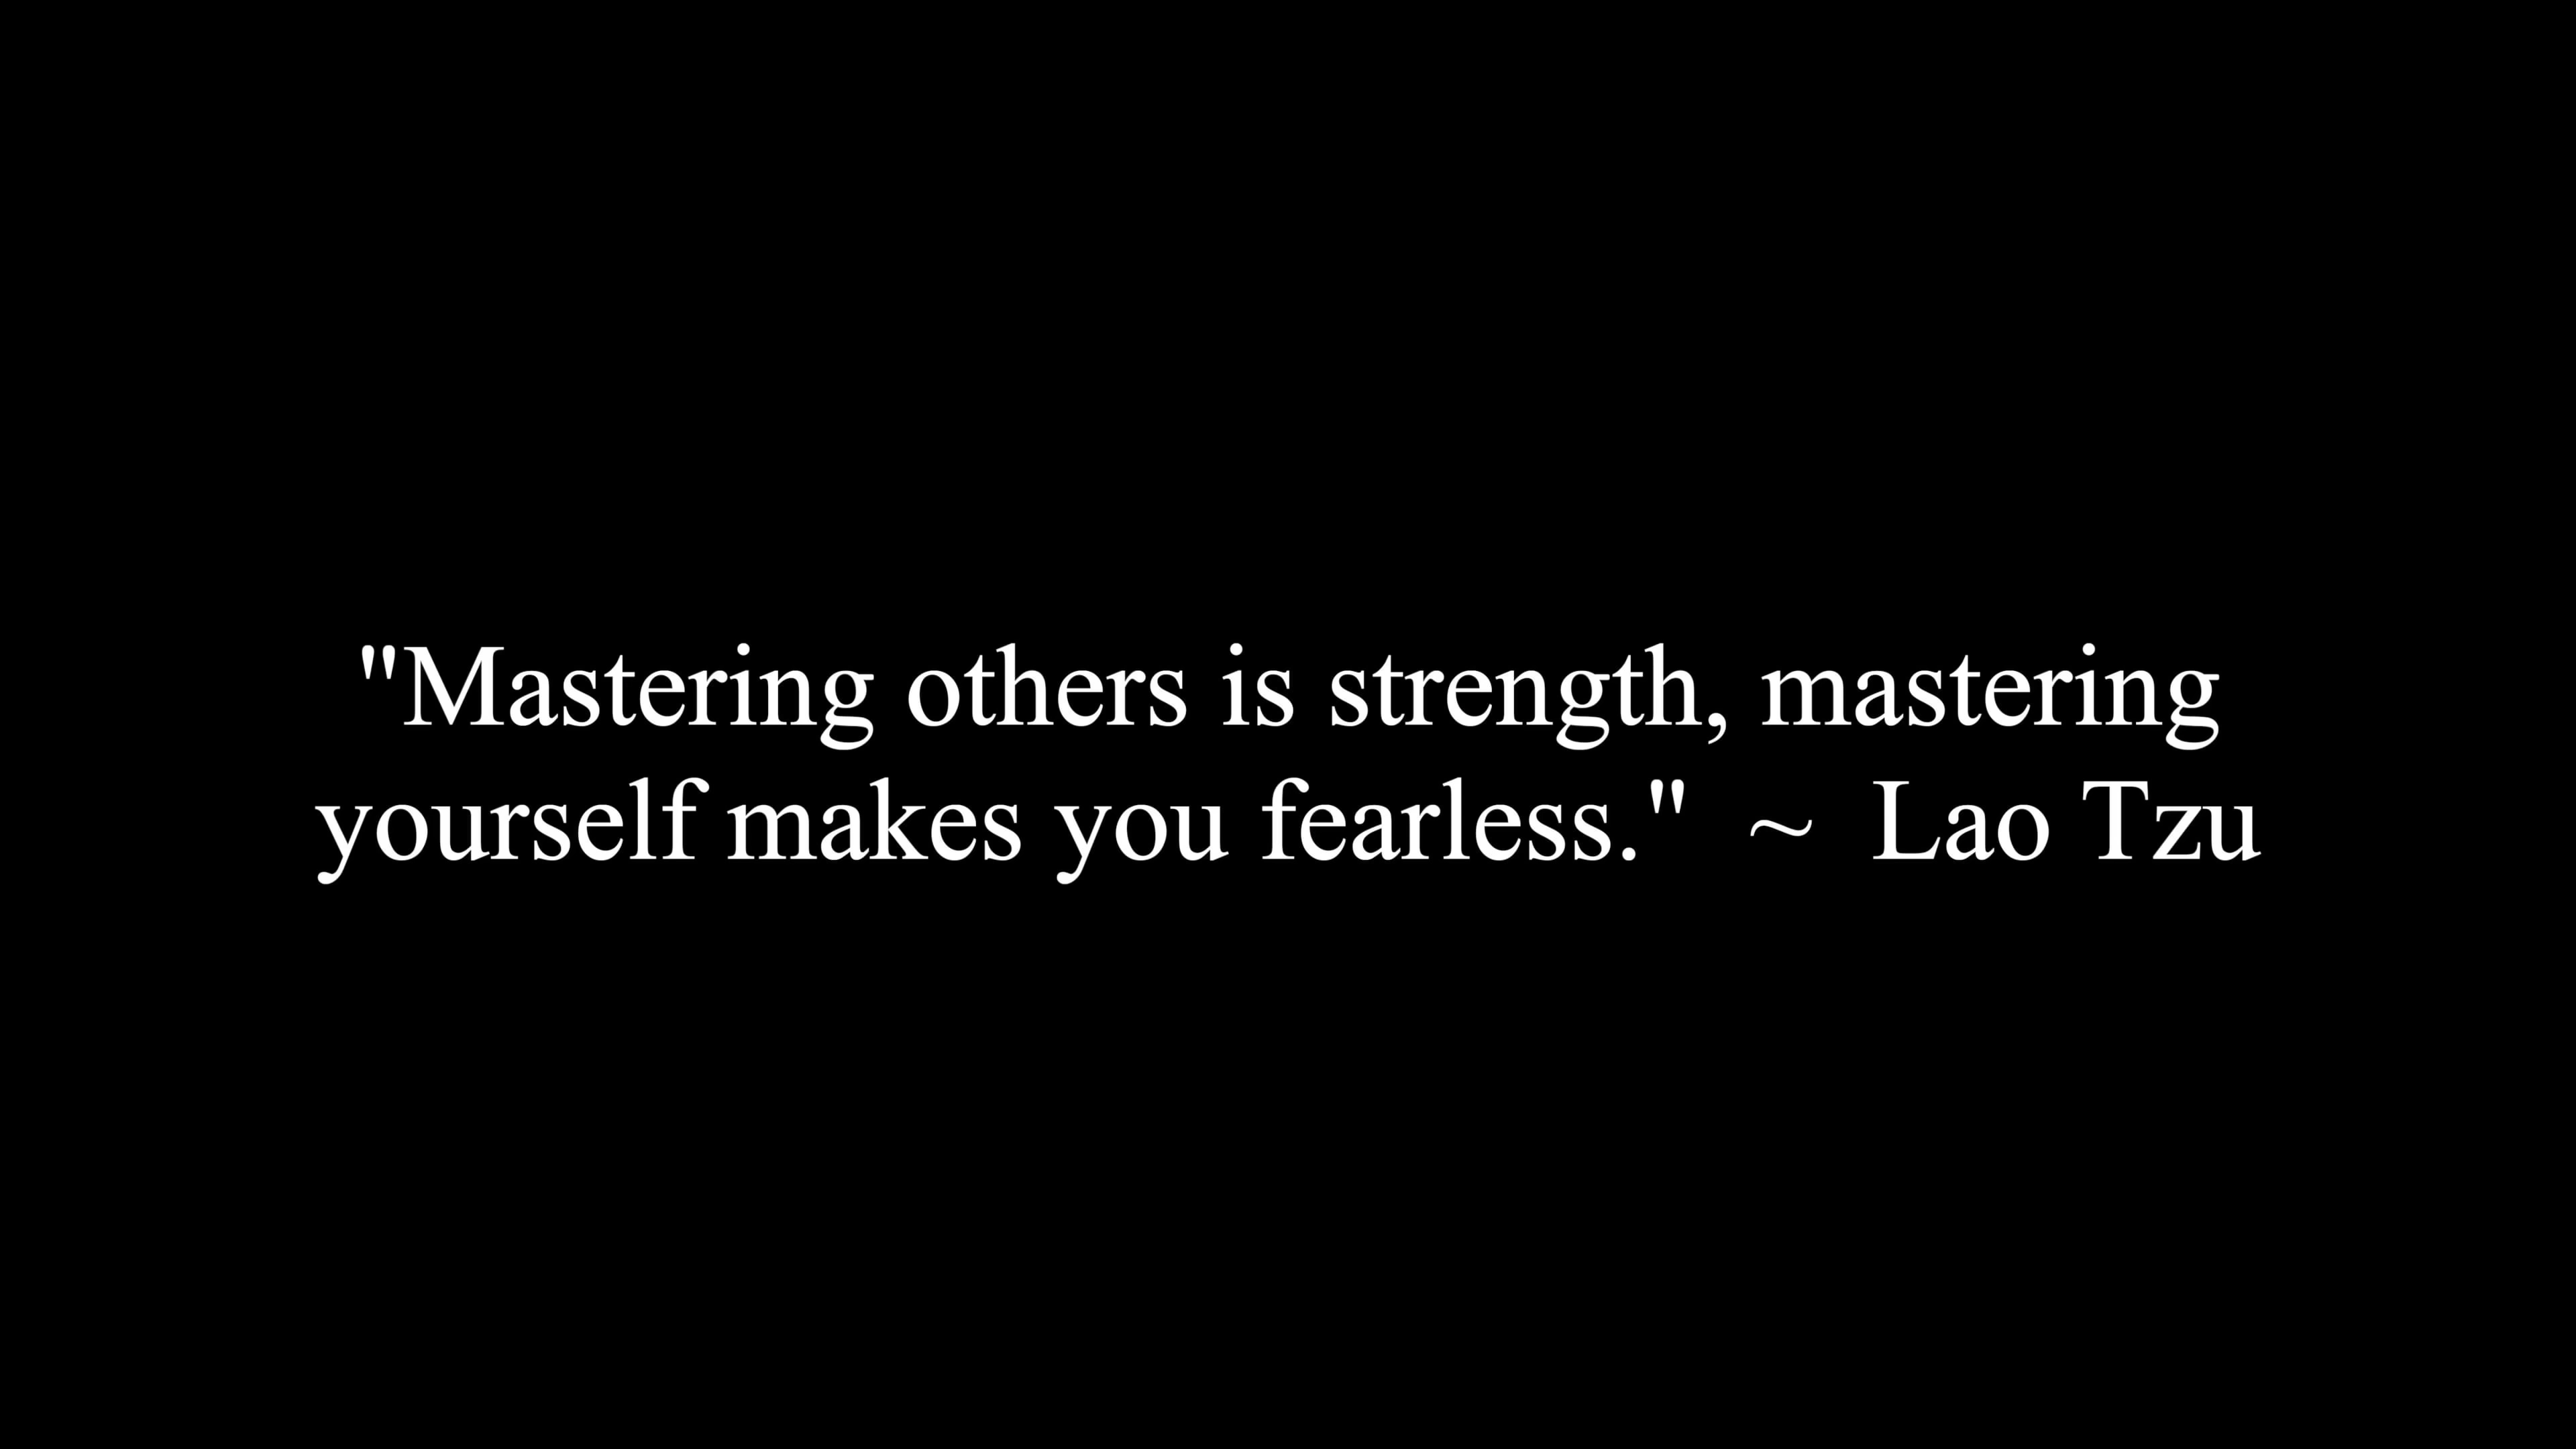 "Mastering others is strength, mastering
yourself makes you fearless."  ~  Lao Tzu